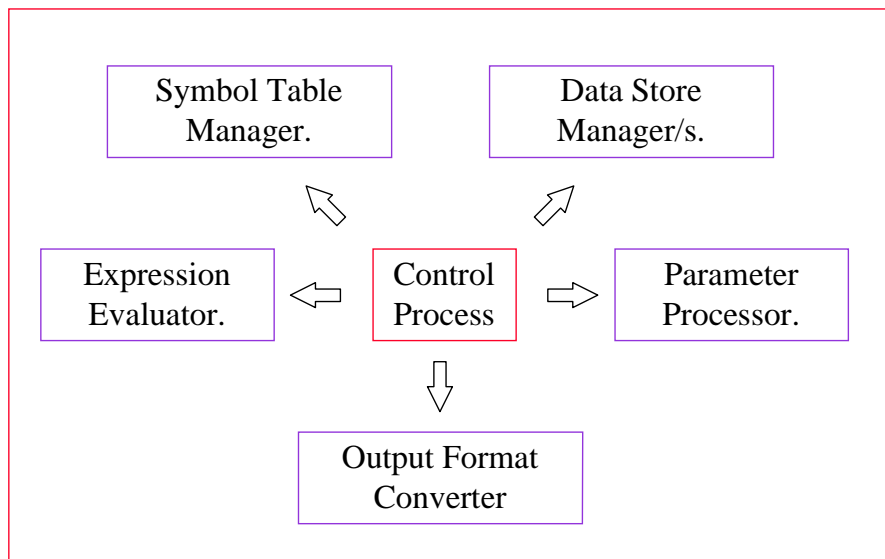 Symbol Table
Manager.
Data Store
Manager/s.
Expression
Evaluator.
Control
Process
Parameter
Processor.
Output Format
Converter